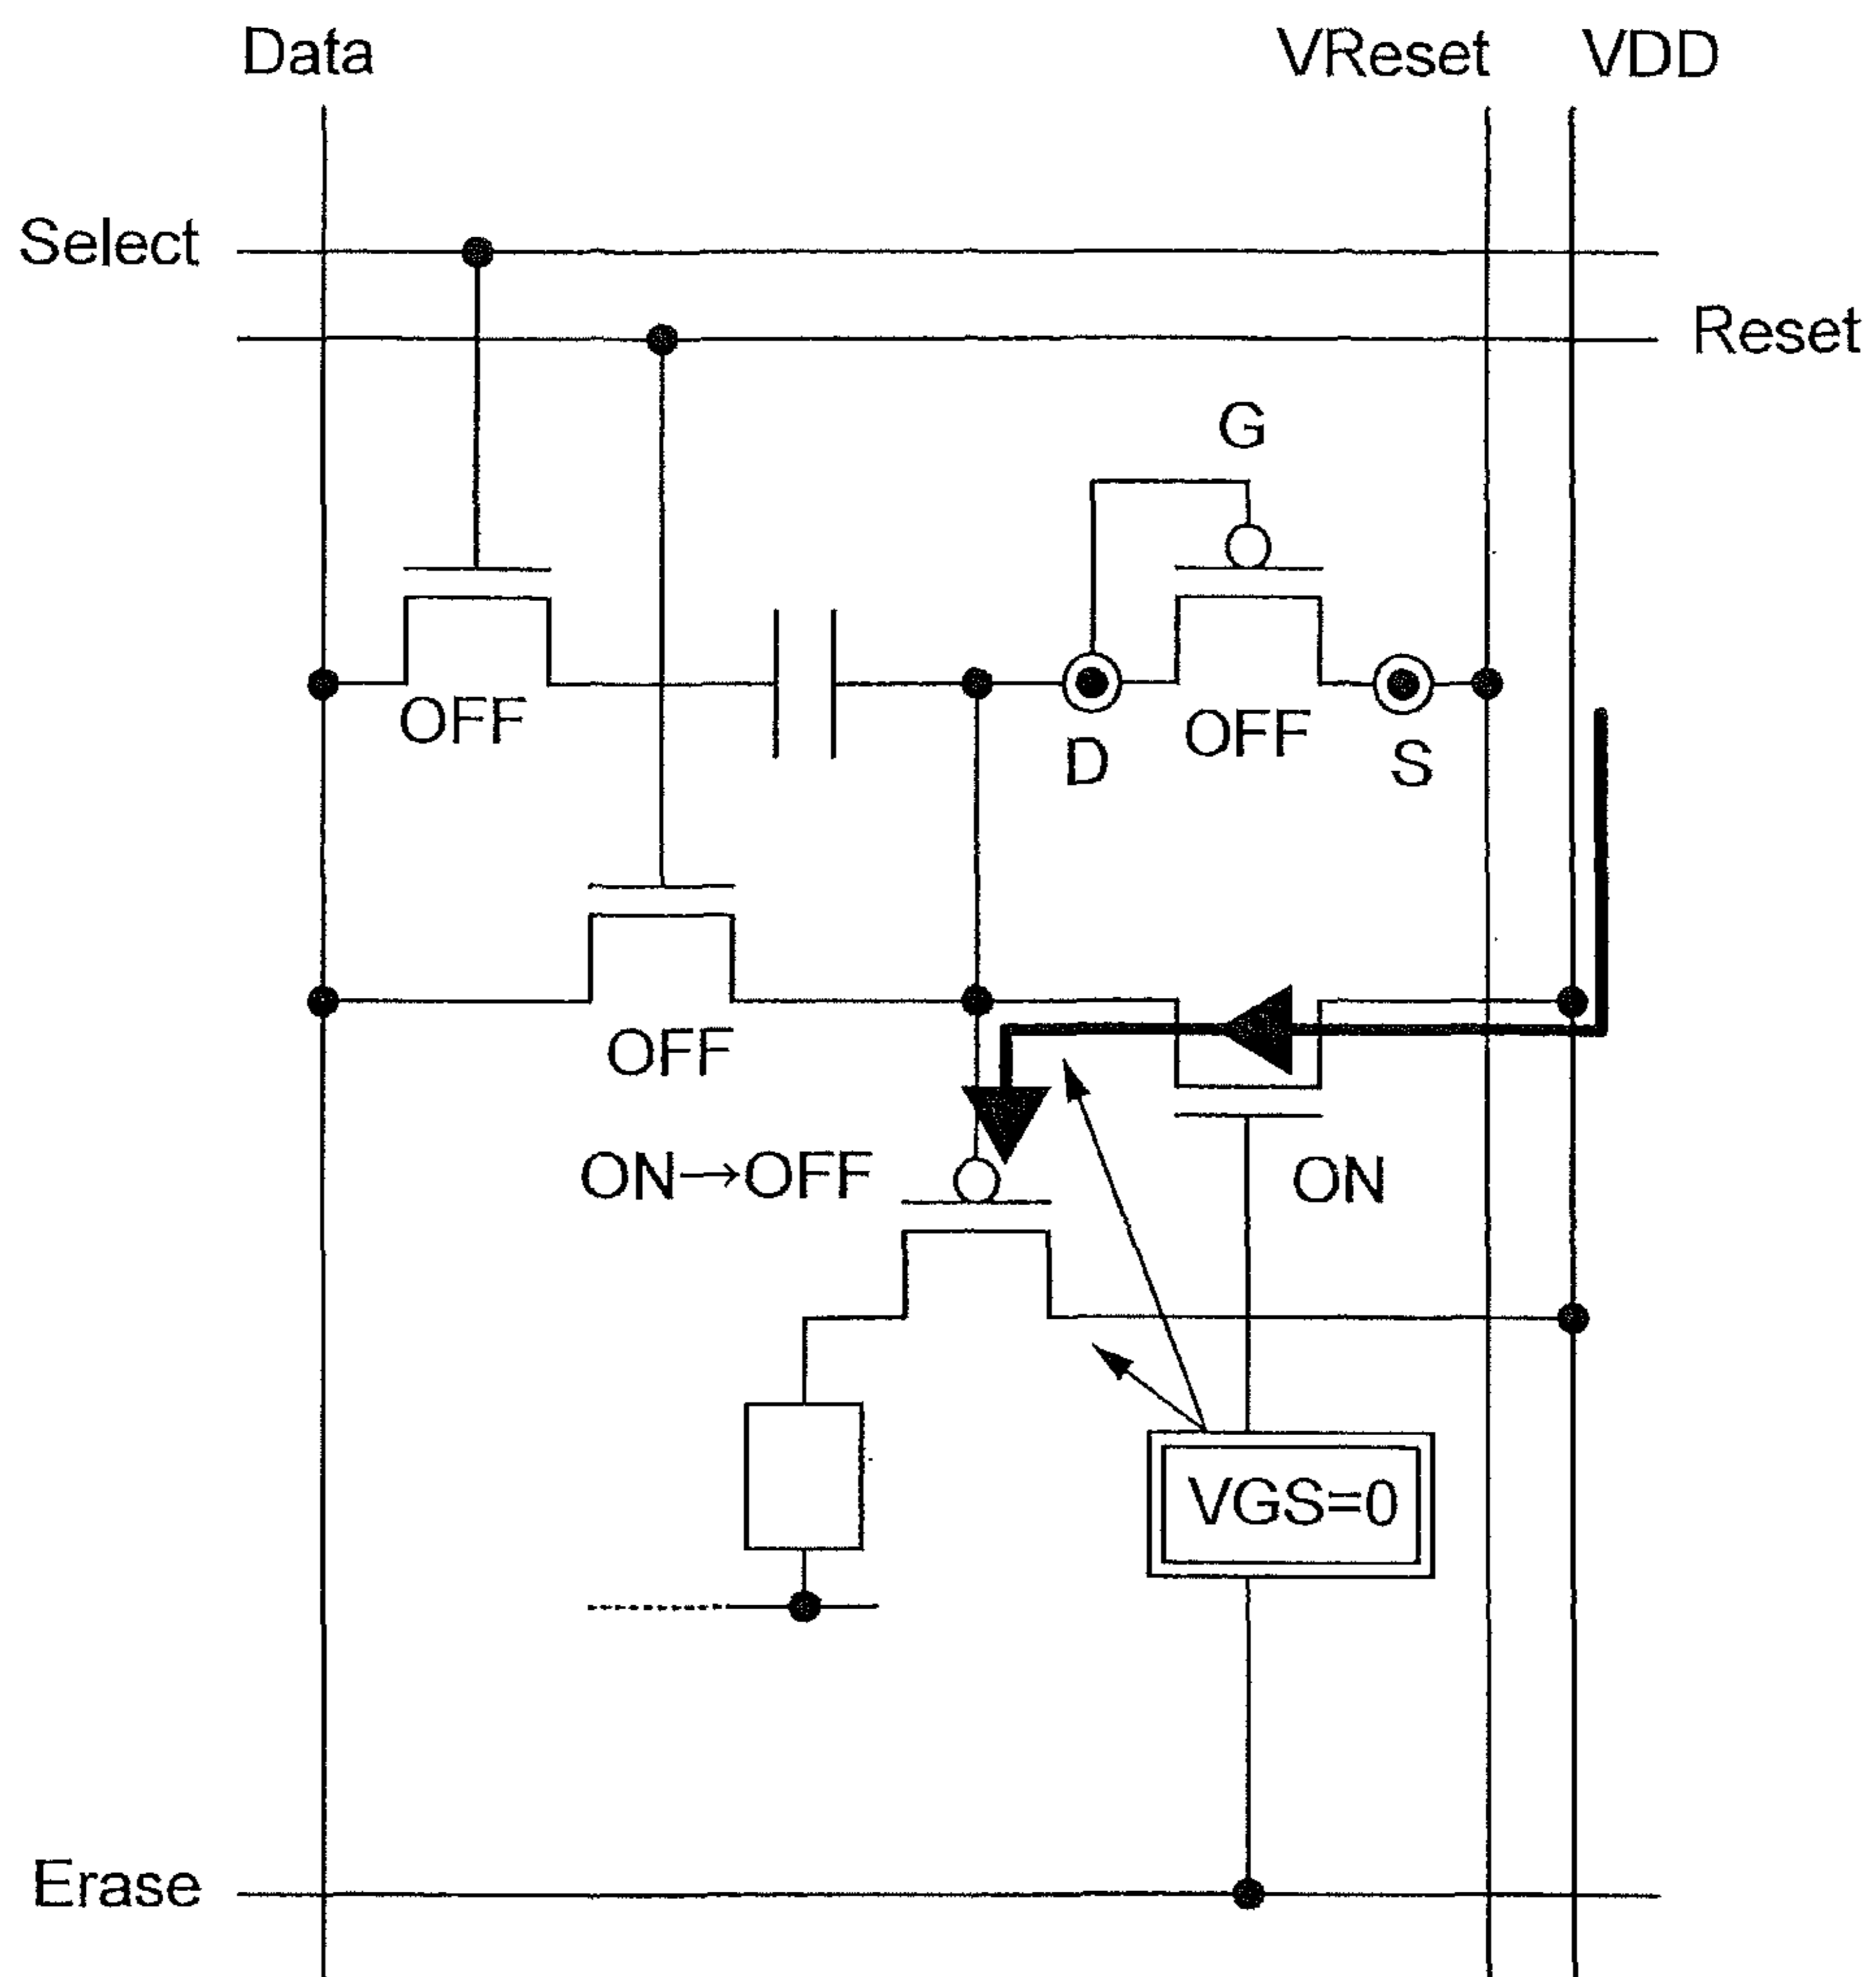 Data
VReset
VDD
Select
Reset
G
OFF
D
OFF
S
OFF
ON→OFF
ON
VGS=0
Erase